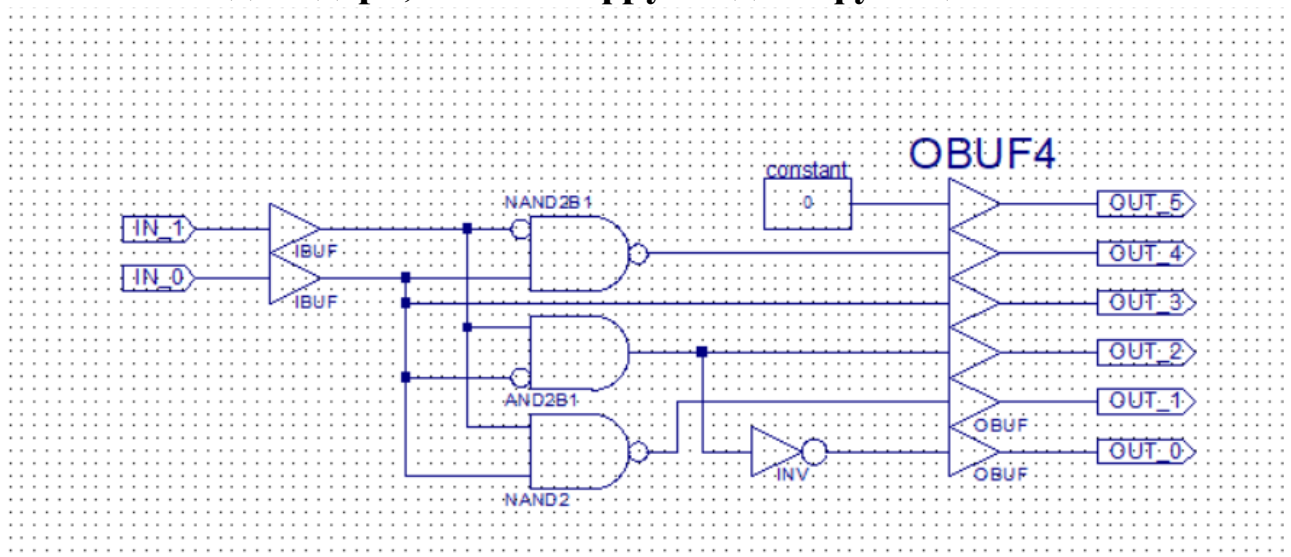 OBUF4
constant
0
NAND2B1
OUT_5
IN_1
IBUF
OUT_4
IN_0
IBUF
OUT_3
OUT_2
AND2B1
OUT_1
OBUF
OUT_0
INV
OBUF
NAND2